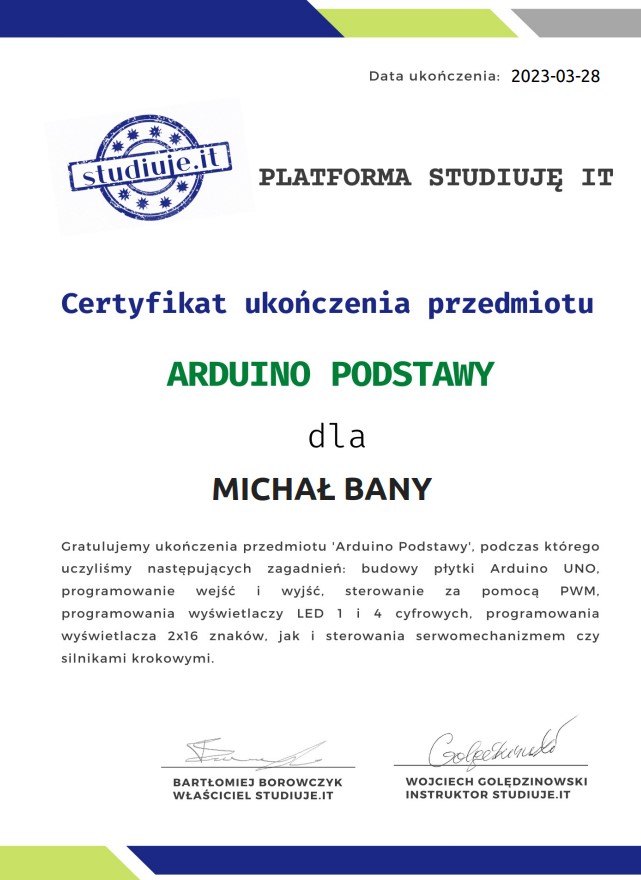 Data ukończenia: 2023-03-28
studiuje.it
PLATFORMA STUDIUJĘ IT
Certyfikat ukończenia przedmiotu
ARDUINO PODSTAWY
dla
MICHAŁ BANY
Gratulujemy ukończenia przedmiotu 'Arduino Podstawy', podczas którego
uczyliśmy następujących zagadnień: budowy płytki Arduino UNO,
programowanie wejść i wyjść, sterowanie za pomocą PWM,
programowania wyświetlaczy LED 1 i 4 cyfrowych, programowania
wyświetlacza 2x16 znaków, jak i sterowania serwomechanizmem czy
silnikami krokowymi.
Golędzinowski
BARTŁOMIEJ BOROWCZYK
WŁAŚCICIEL STUDIUJE.IT
WOJCIECH GOLĘDZINOWSKI
INSTRUKTOR STUDIUJE.IT